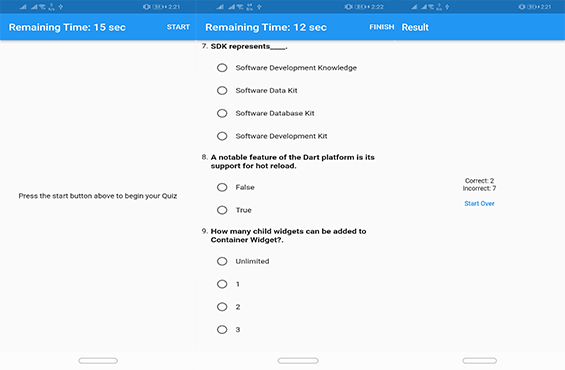 2:21
Remaining Time: 15 sec START
Press the start button above to begin your Quiz
2:22
Remaining Time: 12 sec FINISH
7. SDK represents____.
Software Development Knowledge
Software Data Kit
Software Database Kit
Software Development Kit
8. A notable feature of the Dart platform is its
support for hot reload.
False
True
9. How many child widgets can be added to
Container Widget?.
Unlimited
1
2
3
2:21
Result
Correct: 2
Incorrect: 7
Start Over